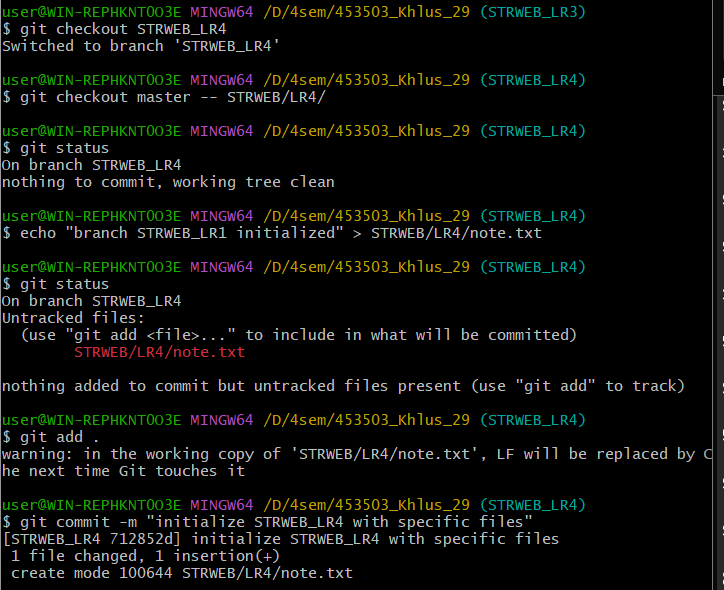 user@WIN-REPHKNTOO3E MINGW64 /D/4sem/453503_Khlus_29 (STRWEB_LR3)
$ git checkout STRWEB_LR4
Switched to branch 'STRWEB_LR4'
user@WIN-REPHKNTOO3E MINGW64 /D/4sem/453503_Khlus_29 (STRWEB_LR4)
$ git checkout master -- STRWEB/LR4/
user@WIN-REPHKNTOO3E MINGW64 /D/4sem/453503_Khlus_29 (STRWEB_LR4)
$ git status
On branch STRWEB_LR4
nothing to commit, working tree clean
user@WIN-REPHKNTOO3E MINGW64 /D/4sem/453503_Khlus_29 (STRWEB_LR4)
$ echo "branch STRWEB_LR1 initialized" > STRWEB/LR4/note.txt
user@WIN-REPHKNTOO3E MINGW64 /D/4sem/453503_Khlus_29 (STRWEB_LR4)
$ git status
On branch STRWEB_LR4
Untracked files:
  (use "git add <file>..." to include in what will be committed)
        STRWEB/LR4/note.txt
nothing added to commit but untracked files present (use "git add" to track)
user@WIN-REPHKNTOO3E MINGW64 /D/4sem/453503_Khlus_29 (STRWEB_LR4)
$ git add .
warning: in the working copy of 'STRWEB/LR4/note.txt', LF will be replaced by C
he next time Git touches it
user@WIN-REPHKNTOO3E MINGW64 /D/4sem/453503_Khlus_29 (STRWEB_LR4)
$ git commit -m "initialize STRWEB_LR4 with specific files"
[STRWEB_LR4 712852d] initialize STRWEB_LR4 with specific files
 1 file changed, 1 insertion(+)
 create mode 100644 STRWEB/LR4/note.txt